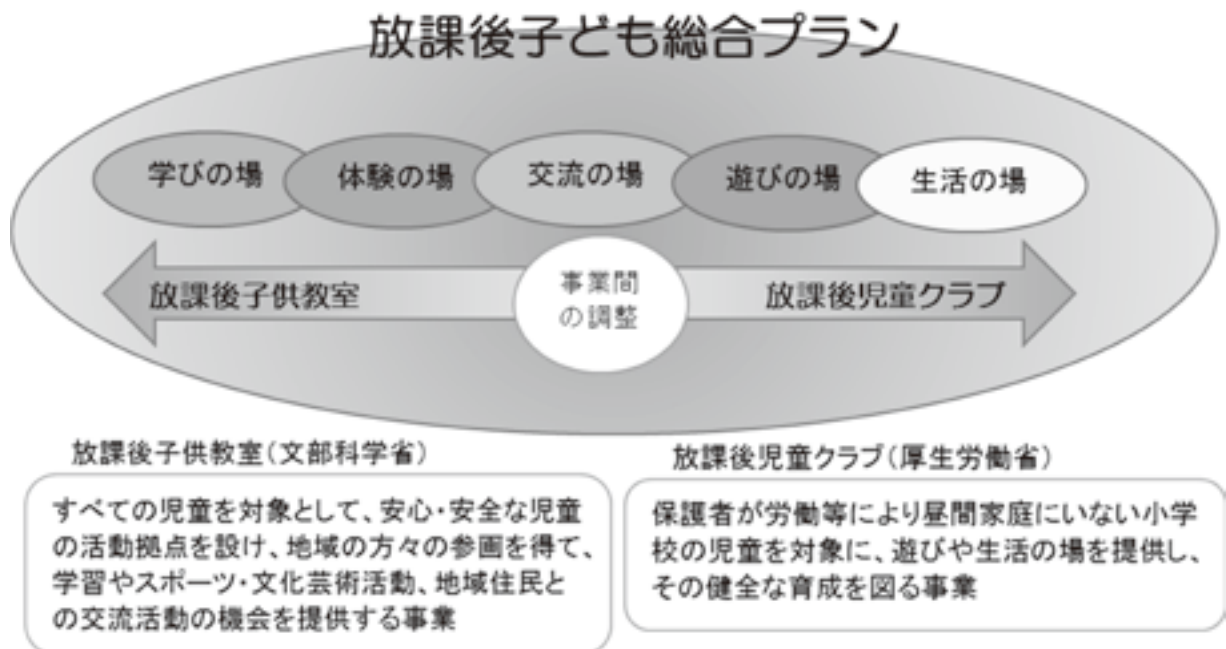 放課後子ども総合プラン
学びの場
体験の場
交流の場
遊びの場
生活の場
放課後子供教室
事業間
の調整
放課後児童クラブ
放課後子供教室(文部科学省)
すべての児童を対象として、安心・安全な児童
の活動拠点を設け、地域の方々の参画を得て、
学習やスポーツ・文化芸術活動、地域住民と
の交流活動の機会を提供する事業
放課後児童クラブ(厚生労働省)
保護者が労働等により昼間家庭にいない小学
校の児童を対象に、遊びや生活の場を提供し、
その健全な育成を図る事業